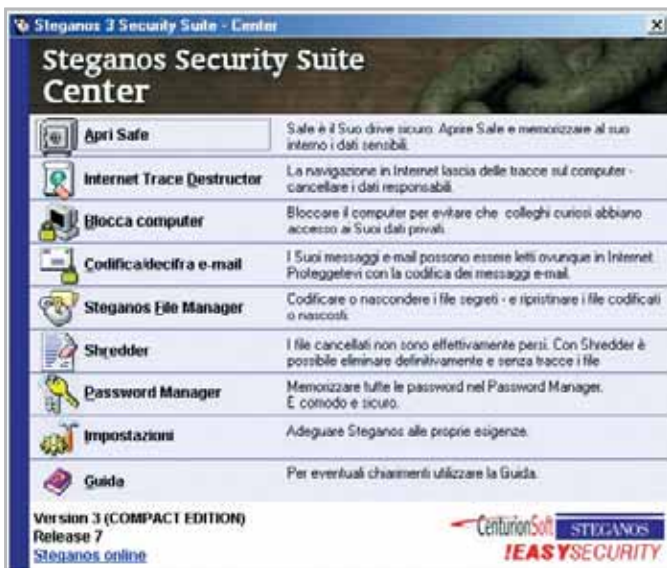 Steganos 3 Security Suite - Center
Steganos Security Suite
Center
Apri Safe
Safe è il Suo drive sicuro. Aprire Safe e memorizzare al suo
interno i dati sensibili.
Internet Trace Destructor
La navigazione in Internet lascia delle tracce sul computer -
cancellare i dati responsabili.
Blocca computer
Bloccare il computer per evitare che colleghi curiosi abbiano
accesso ai Suoi dati privati.
Codifica/decifra e-mail
I Suoi messaggi e-mail possono essere letti ovunque in Internet.
Proteggetevi con la codifica dei messaggi e-mail.
Steganos File Manager
Codificare o nascondere i file segreti - e ripristinare i file codificati
o nascosti.
Shredder
I file cancellati non sono effettivamente persi. Con Shredder è
possibile eliminare definitivamente e senza tracce i file
Password Manager
Memorizzare tutte le password nel Password Manager.
È comodo e sicuro.
Impostazioni
Adeguare Steganos alle proprie esigenze.
Guida
Per eventuali chiarimenti utilizzare la Guida.
Version 3 (COMPACT EDITION)
Release 7
Steganos online
CenturionSoft STEGANOS
!EASYSECURITY